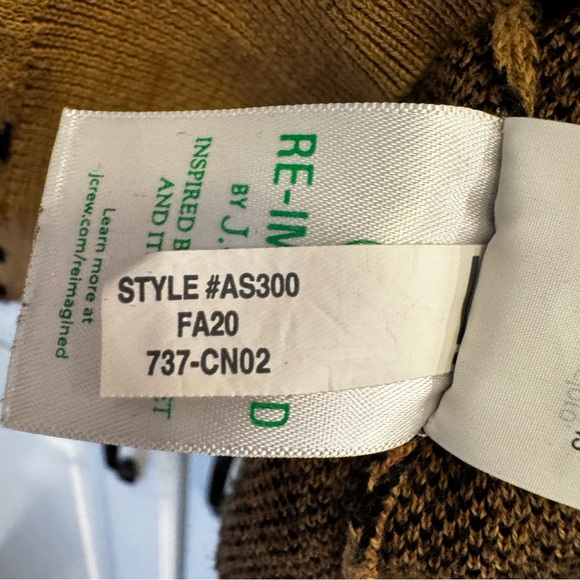 STYLE #AS300
FA20
737-CN02
RE-IM
D
BY J.
INSPIRED
AND IT
Learn more at
jcrew.com/reimagined